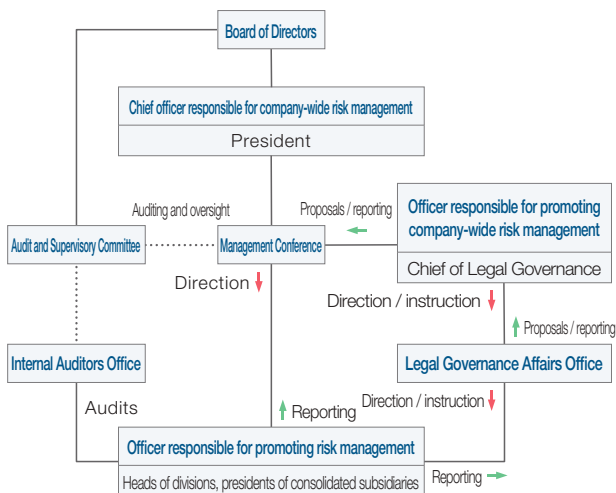 Board of Directors
Chief officer responsible for company-wide risk management
President
Auditing and oversight
Proposals / reporting
Officer responsible for promoting
company-wide risk management
Chief of Legal Governance
Audit and Supervisory Committee
Management Conference
Direction
Direction / instruction
Proposals / reporting
Internal Auditors Office
Legal Governance Affairs Office
Audits
Reporting
Direction / instruction
Officer responsible for promoting risk management
Heads of divisions, presidents of consolidated subsidiaries
Reporting